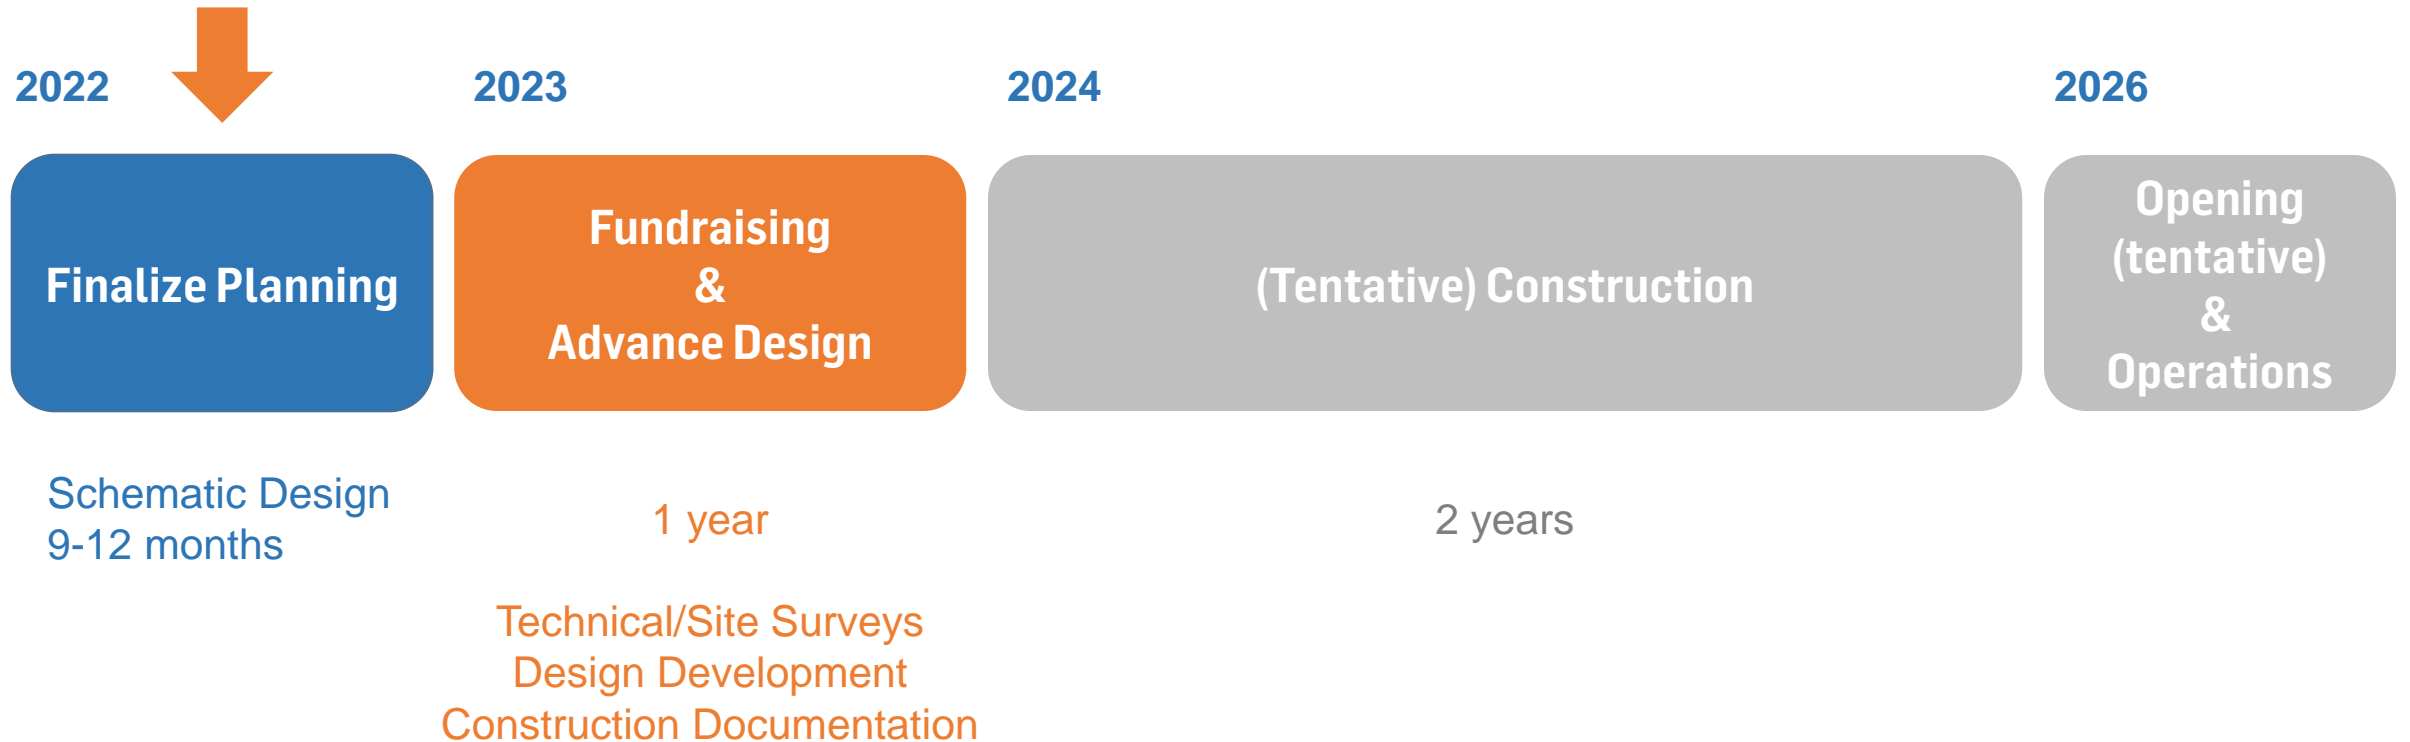 2022
2023
2024
2026
Finalize Planning
Fundraising
&
Advance Design
(Tentative) Construction
Opening
(tentative)
&
Operations
Schematic Design
9-12 months
1 year
2 years
Technical/Site Surveys
Design Development
Construction Documentation